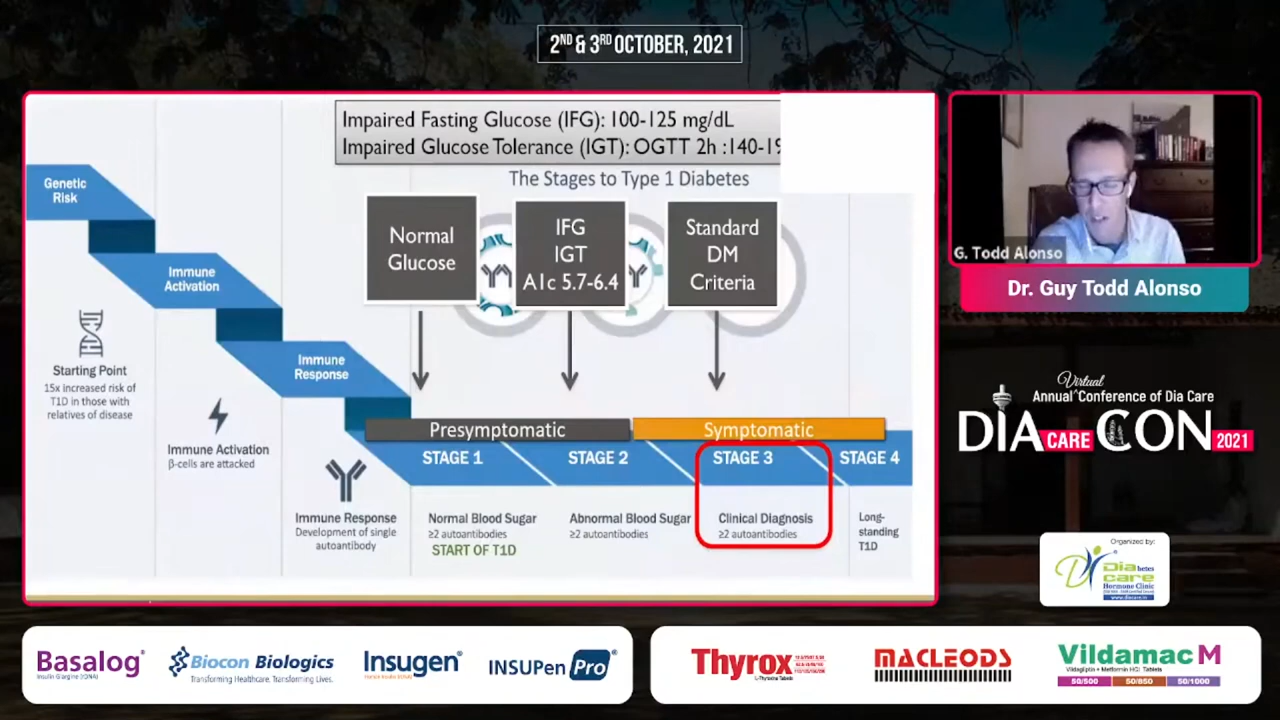 2ND & 3RD OCTOBER, 2021
Impaired Fasting Glucose (IFG): 100-125 mg/dL
Impaired Glucose Tolerance (IGT): OGTT 2h :140-19
The Stages to Type 1 Diabetes
Genetic
Risk
Immune
Activation
Immune
Response
Normal
Glucose
IFG
IGT
A1c 5.7-6.4
Standard
DM
Criteria
Starting Point
15x increased risk of
T1D in those with
relatives of disease
Immune Activation
β-cells are attacked
Immune Response
Development of single
autoantibody
Presymptomatic
Symptomatic
STAGE 1
STAGE 2
STAGE 3
STAGE 4
Normal Blood Sugar
≥2 autoantibodies
START OF T1D
Abnormal Blood Sugar
≥2 autoantibodies
Clinical Diagnosis
≥2 autoantibodies
Long-
standing
T1D
G. Todd Alonso
Dr. Guy Todd Alonso
Virtual
Annual Conference of Dia Care
DIA CARE CON 2021
Organized by:
Diabetes
care
Hormone Clinic
Basalog®
Insulin Glargine (rDNA)
Biocon Biologics
Transforming Healthcare. Transforming Lives.
Insugen®
INSUPen Pro®
Thyrox
L-Thyroxine Tablets
MACLEODS
Vildamac M
Vildagliptin + Metformin HCl Tablets
50/500 50/850 50/1000